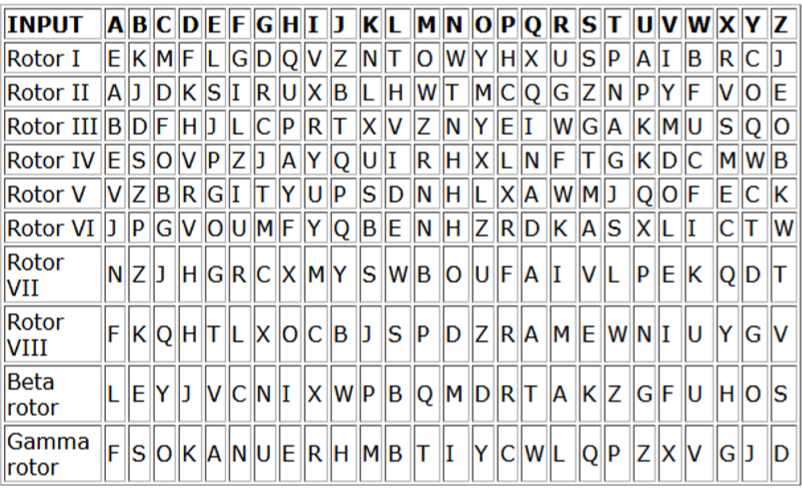 INPUT A B C D E F G H I J K L M N O P Q R S T U V W X Y Z
Rotor I E K M F L G D Q V Z N T O W Y H X U S P A I B R C J
Rotor II A J D K S I R U X B L H W T M C Q G Z N P Y F V O E
Rotor III B D F H J L C P R T X V Z N Y E I W G A K M U S Q O
Rotor IV E S O V P Z J A Y Q U I R H X L N F T G K D C M W B
Rotor V V Z B R G I T Y U P S D N H L X A W M J Q O F E C K
Rotor VI J P G V O U M F Y Q B E N H Z R D K A S X L I C T W
Rotor
VII N Z J H G R C X M Y S W B O U F A I V L P E K Q D T
Rotor
VIII F K Q H T L X O C B J S P D Z R A M E W N I U Y G V
Beta
rotor L E Y J V C N I X W P B Q M D R T A K Z G F U H O S
Gamma
rotor F S O K A N U E R H M B T I Y C W L Q P Z X V G J D